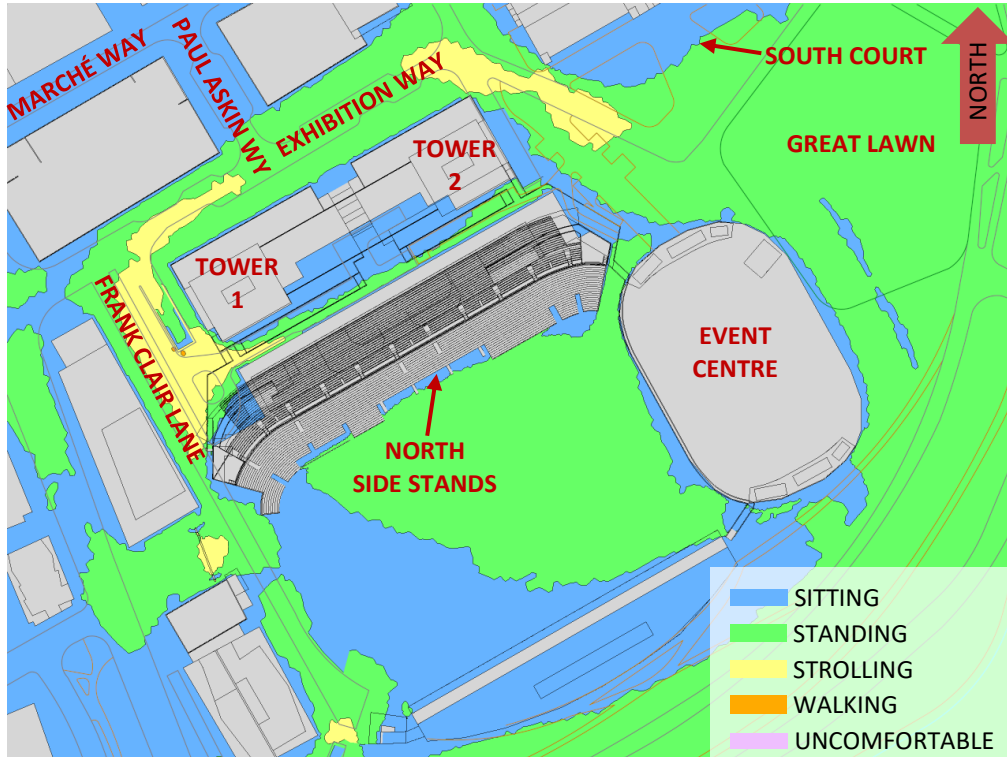 MARCHÉ WAY
PAUL ASKIN WY
EXHIBITION WAY
SOUTH COURT
NORTH
GREAT LAWN
TOWER
2
TOWER
1
FRANK CLAIR LANE
EVENT
CENTRE
NORTH
SIDE STANDS
SITTING
STANDING
STROLLING
WALKING
UNCOMFORTABLE